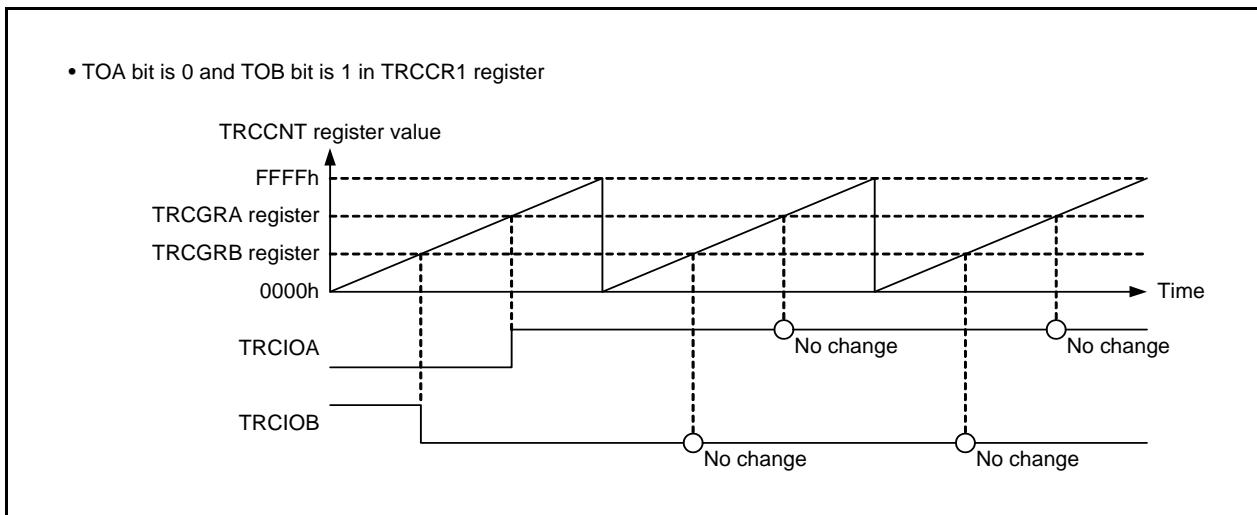 • TOA bit is 0 and TOB bit is 1 in TRCCR1 register
TRCCNT register value
FFFFh
TRCGRA register
TRCGRB register
0000h
Time
TRCIOA
No change
No change
TRCIOB
No change
No change